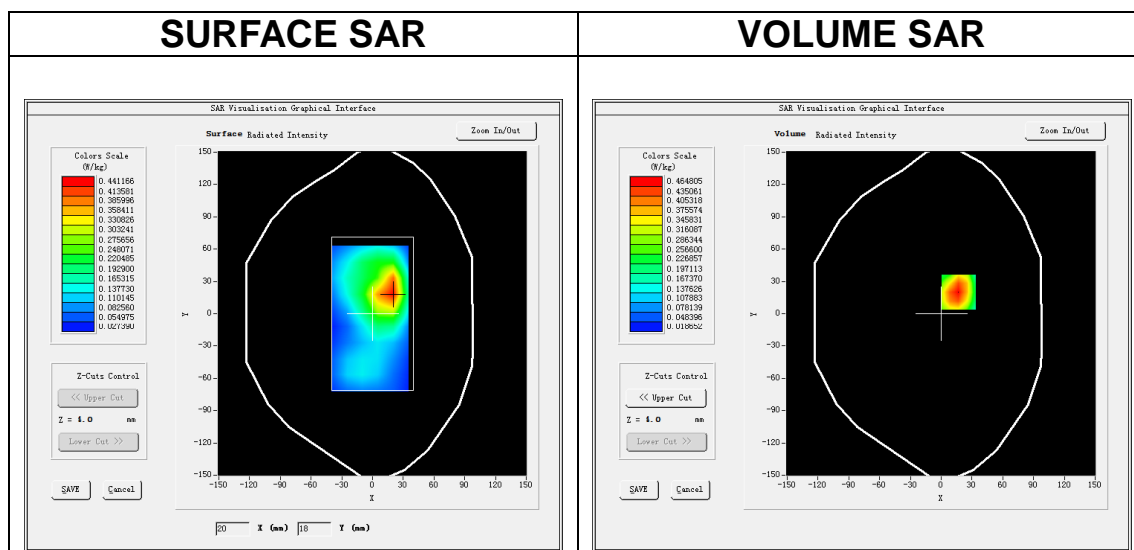 SURFACE SAR
VOLUME SAR
SAR Visualisation Graphical Interface
Surface Radiated Intensity
Zoom In/Out
Colors Scale
(W/kg)
0.441166
0.413581
0.385996
0.358411
0.330826
0.303241
0.275656
0.248071
0.220485
0.192900
0.165315
0.137730
0.110145
0.082560
0.054975
0.027390
Z-Cuts Control
<< Upper Cut
Z = 4.0 mm
Lower Cut >>
SAVE
Cancel
150
120
90
60
30
0
-30
-60
-90
-120
-150
Y
-150 -120 -90 -60 -30 0 30 60 90 120 150
X
20 X (mm) 18 Y (mm)
SAR Visualisation Graphical Interface
Volume Radiated Intensity
Zoom In/Out
Colors Scale
(W/kg)
0.464805
0.435061
0.405318
0.375574
0.345831
0.316087
0.286344
0.256600
0.226857
0.197113
0.167370
0.137626
0.107883
0.078139
0.048396
0.018652
Z-Cuts Control
<< Upper Cut
Z = 4.0 mm
Lower Cut >>
SAVE
Cancel
150
120
90
60
30
0
-30
-60
-90
-120
-150
Y
-150 -120 -90 -60 -30 0 30 60 90 120 150
X